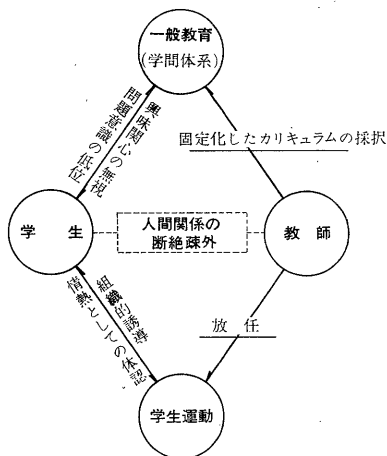 一般教育
(学問体系)
興味関心の無視
問題意識の低位
固定化したカリキュラムの採択
学生
人間関係の
断絶疎外
教師
組織的誘導
情熱としての体認
放任
学生運動